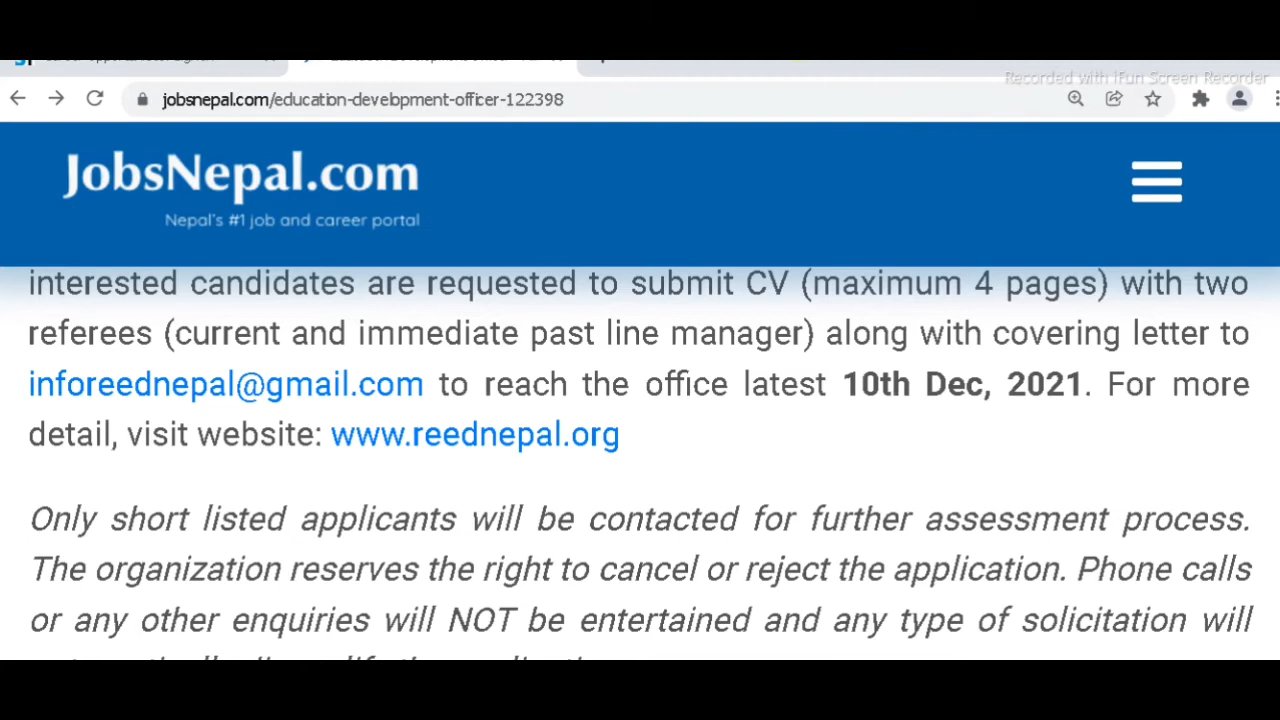 Recorded with iFun Screen Recorder
jobsnepal.com/education-development-officer-122398
JobsNepal.com
Nepal's #1 job and career portal
interested candidates are requested to submit CV (maximum 4 pages) with two
referees (current and immediate past line manager) along with covering letter to
inforeednepal@gmail.com to reach the office latest 10th Dec, 2021. For more
detail, visit website: www.reednepal.org
Only short listed applicants will be contacted for further assessment process.
The organization reserves the right to cancel or reject the application. Phone calls
or any other enquiries will NOT be entertained and any type of solicitation will